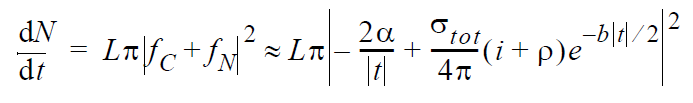 dN/dt = Lπ|f_C + f_N|² ≈ Lπ|−2α/|t| + σ_tot/4π (i + ρ)e^{−b|t|/2}|²